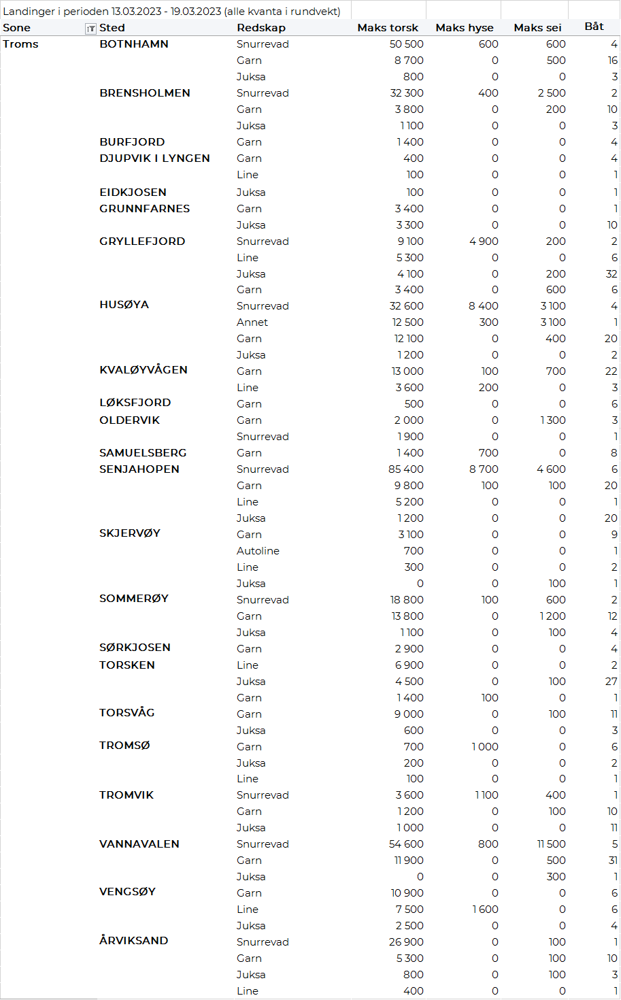 Landinger i perioden 13.03.2023 - 19.03.2023 (alle kvanta i rundvekt)
Sone Sted Redskap Maks torsk Maks hyse Maks sei Båt
Troms BOTNHAMN Snurrevad 50 500 600 600 4
Garn 8 700 0 500 16
Juksa 800 0 0 3
BRENSHOLMEN Snurrevad 32 300 400 2 500 2
Garn 3 800 0 200 10
Juksa 1 100 0 0 3
BURFJORD Garn 1 400 0 0 4
DJUPVIK I LYNGEN Garn 400 0 0 4
Line 100 0 0 1
EIDKJOSEN Juksa 100 0 0 1
GRUNNFARNES Garn 3 400 0 0 1
Juksa 3 300 0 0 10
GRYLLEFJORD Snurrevad 9 100 4 900 200 2
Line 5 300 0 0 6
Juksa 4 100 0 200 32
Garn 3 400 0 600 6
HUSØYA Snurrevad 32 600 8 400 3 100 4
Annet 12 500 300 3 100 1
Garn 12 100 0 400 20
Juksa 1 200 0 0 2
KVALØYVÅGEN Garn 13 000 100 700 22
Line 3 600 200 0 3
LØKSFJORD Garn 500 0 0 6
OLDERVIK Garn 2 000 0 1 300 3
Snurrevad 1 900 0 0 1
SAMUELSBERG Garn 1 400 700 0 8
SENJAHOPEN Snurrevad 85 400 8 700 4 600 6
Garn 9 800 100 100 20
Line 5 200 0 0 1
Juksa 1 200 0 0 20
SKJERVØY Garn 3 100 0 0 9
Autoline 700 0 0 1
Line 300 0 0 2
Juksa 0 0 100 1
SOMMERØY Snurrevad 18 800 100 600 2
Garn 13 800 0 1 200 12
Juksa 1 100 0 100 4
SØRKJOSEN Garn 2 900 0 0 4
TORSKEN Line 6 900 0 0 2
Juksa 4 500 0 100 27
Garn 1 400 100 0 1
TORSVÅG Garn 9 000 0 100 11
Juksa 600 0 0 3
TROMSØ Garn 700 1 000 0 6
Juksa 200 0 0 2
Line 100 0 0 1
TROMVIK Snurrevad 3 600 1 100 400 1
Garn 1 200 0 100 10
Juksa 1 000 0 0 11
VANNAVALEN Snurrevad 54 600 800 11 500 5
Garn 11 900 0 500 31
Juksa 0 0 300 1
VENGSØY Garn 10 900 0 0 6
Line 7 500 1 600 0 6
Juksa 2 500 0 0 4
ÅRVIKSAND Snurrevad 26 900 0 100 1
Garn 5 300 0 100 10
Juksa 800 0 100 3
Line 400 0 0 1